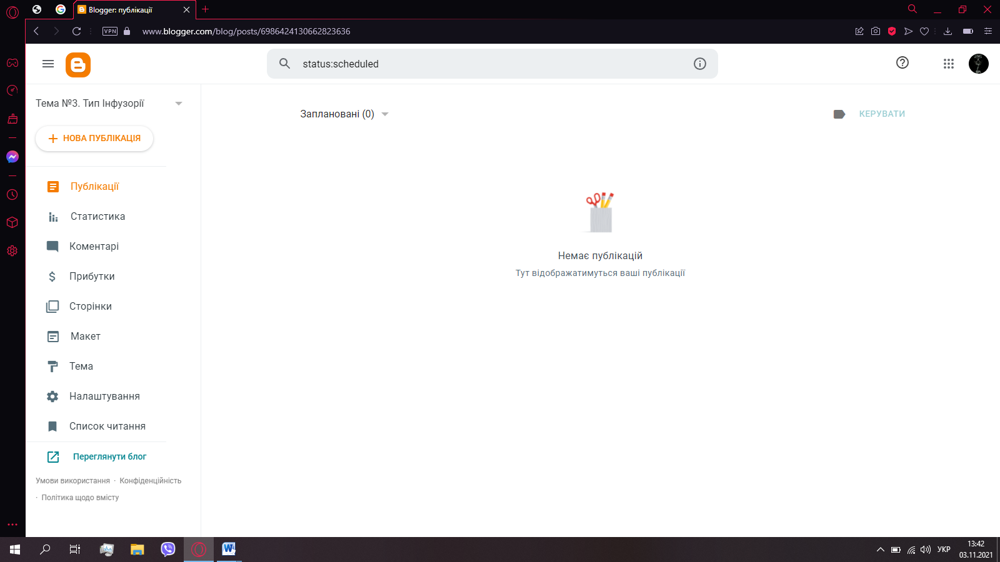 Blogger: публікації
VPN
www.blogger.com/blog/posts/6986424130662823636
status:scheduled
Тема №3. Тип Інфузорії
Заплановані (0)
КЕРУВАТИ
НОВА ПУБЛІКАЦІЯ
Публікації
Статистика
Коментарі
Прибутки
Сторінки
Макет
Тема
Налаштування
Список читання
Переглянути блог
Умови використання · Конфіденційність
· Політика щодо вмісту
Немає публікацій
Тут відображатимуться ваші публікації
УКР
13:42
03.11.2021